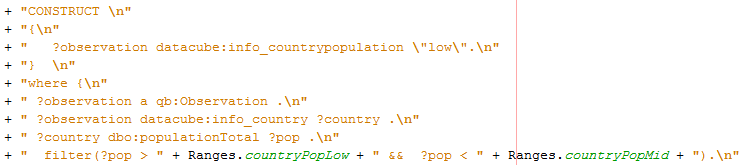 + "CONSTRUCT \n"
+ "{\n"
+ "   ?observation datacube:info_countrypopulation \"low\".\n"
+ "}  \n"
+ "where {\n"
+ " ?observation a qb:Observation .\n"
+ " ?observation datacube:info_country ?country .\n"
+ " ?country dbo:populationTotal ?pop .\n"
+ "  filter(?pop > " + Ranges.countryPopLow + " &&  ?pop < " + Ranges.countryPopMid + ").\n"